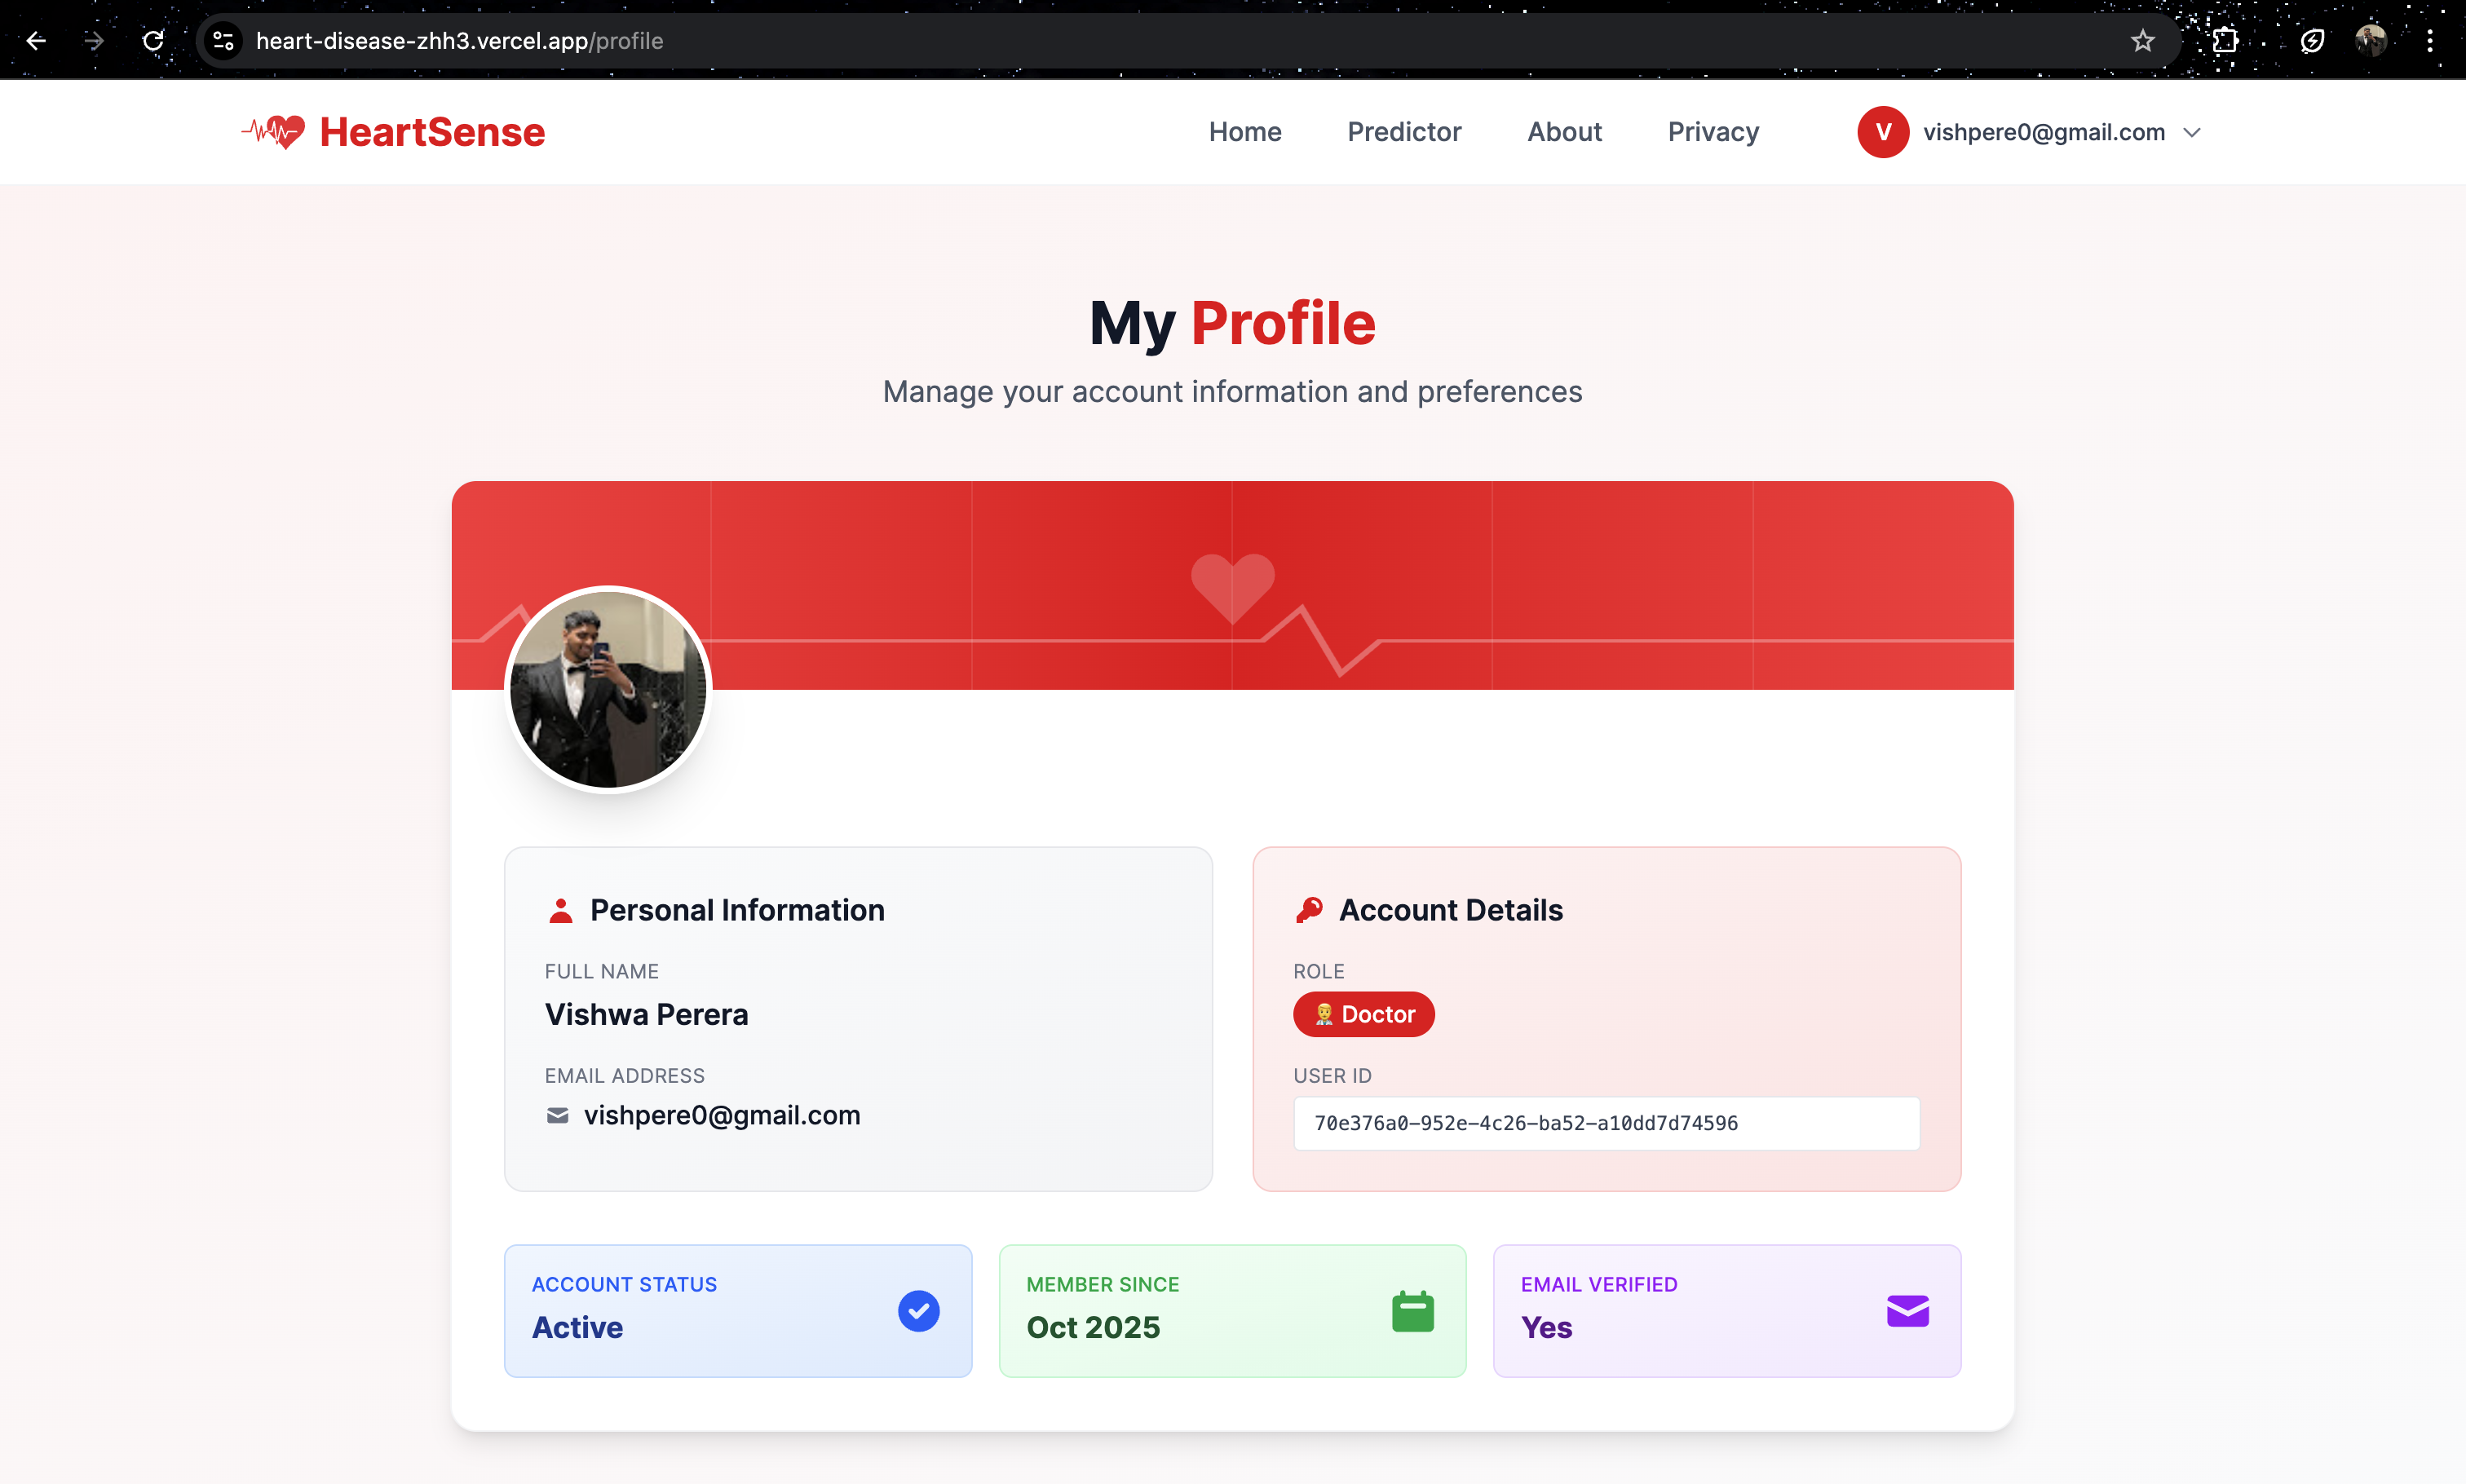 heart-disease-zhh3.vercel.app/profile
HeartSense
Home
Predictor
About
Privacy
V
vishpere0@gmail.com
My Profile
Manage your account information and preferences
Personal Information
FULL NAME
Vishwa Perera
EMAIL ADDRESS
vishpere0@gmail.com
Account Details
ROLE
Doctor
USER ID
70e376a0-952e-4c26-ba52-a10dd7d74596
ACCOUNT STATUS
Active
MEMBER SINCE
Oct 2025
EMAIL VERIFIED
Yes